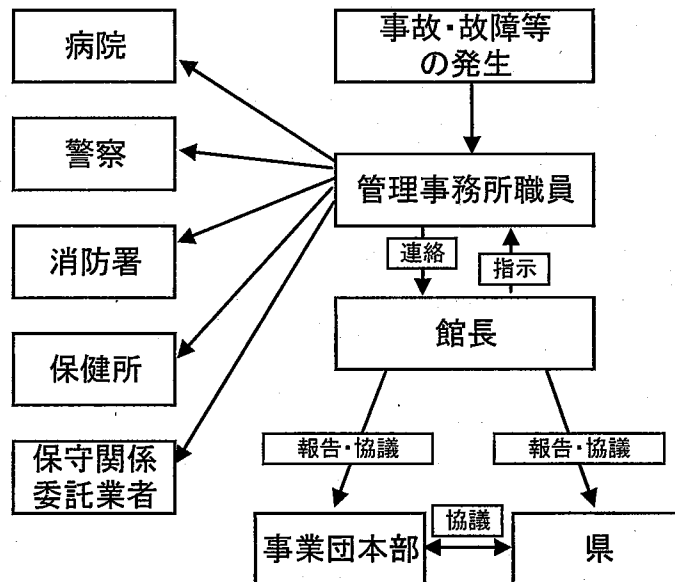 病院
事故・故障等
の発生
警察
管理事務所職員
消防署
連絡
指示
館長
保健所
報告・協議
報告・協議
保守関係
委託業者
協議
事業団本部
県